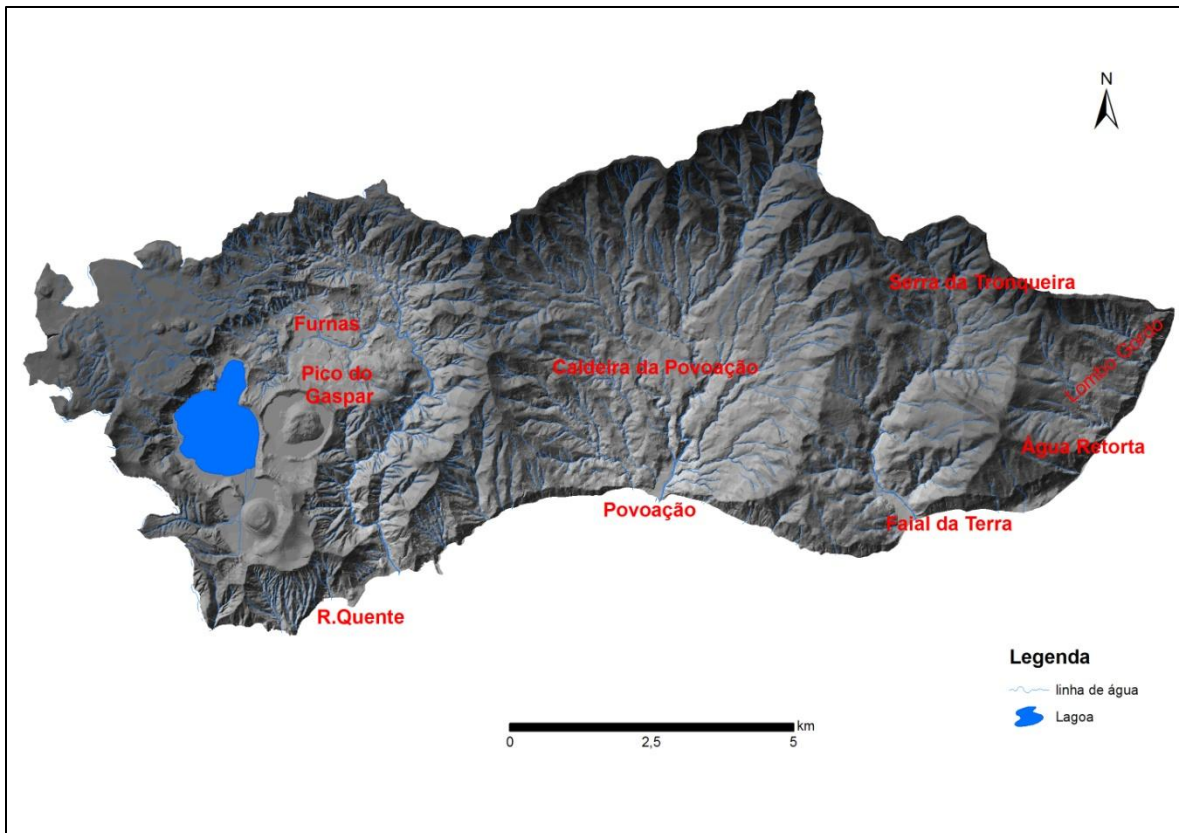 N
Serra da Tronqueira
Lombo Gordo
Furnas
Pico do
Gaspar
Caldeira da Povoação
Água Retorta
Povoação
Faial da Terra
R.Quente
Legenda
linha de água
Lagoa
km
0
2,5
5